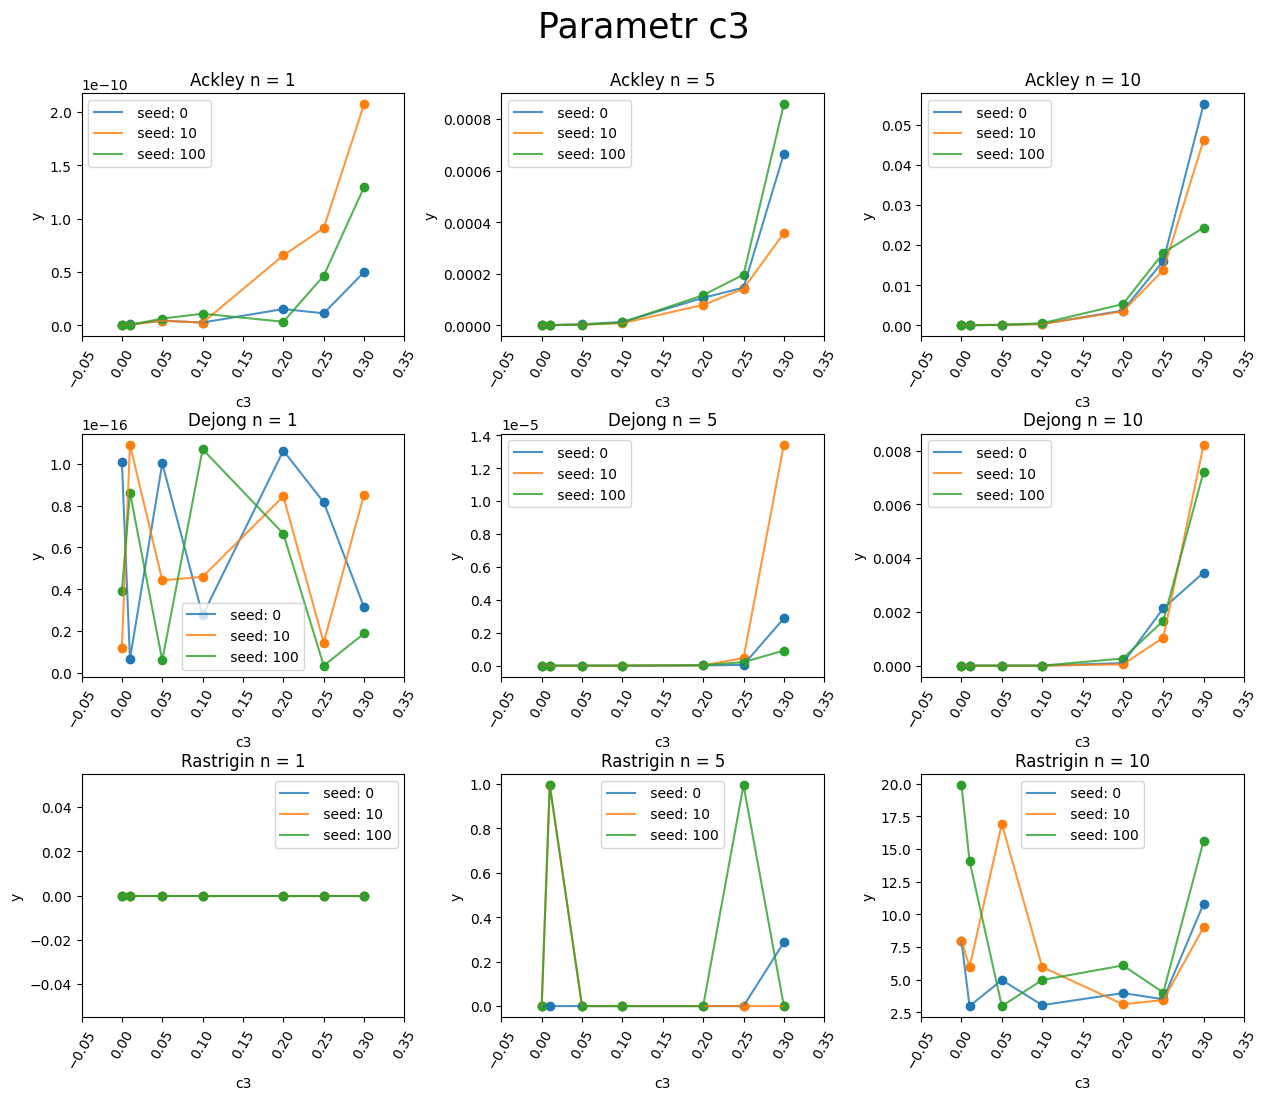 Parametr c3
Ackley n = 1
1e−10
2.0
1.5
1.0
0.5
0.0
y
seed: 0
seed: 10
seed: 100
−0.05 0.00 0.05 0.10 0.15 0.20 0.25 0.30 0.35
c3
Ackley n = 5
0.0008
0.0006
0.0004
0.0002
0.0000
y
seed: 0
seed: 10
seed: 100
−0.05 0.00 0.05 0.10 0.15 0.20 0.25 0.30 0.35
c3
Ackley n = 10
0.05
0.04
0.03
0.02
0.01
0.00
y
seed: 0
seed: 10
seed: 100
−0.05 0.00 0.05 0.10 0.15 0.20 0.25 0.30 0.35
c3
Dejong n = 1
1e−16
1.0
0.8
0.6
0.4
0.2
0.0
y
seed: 0
seed: 10
seed: 100
−0.05 0.00 0.05 0.10 0.15 0.20 0.25 0.30 0.35
c3
Dejong n = 5
1e−5
1.4
1.2
1.0
0.8
0.6
0.4
0.2
0.0
y
seed: 0
seed: 10
seed: 100
−0.05 0.00 0.05 0.10 0.15 0.20 0.25 0.30 0.35
c3
Dejong n = 10
0.008
0.006
0.004
0.002
0.000
y
seed: 0
seed: 10
seed: 100
−0.05 0.00 0.05 0.10 0.15 0.20 0.25 0.30 0.35
c3
Rastrigin n = 1
0.04
0.02
0.00
−0.02
−0.04
y
seed: 0
seed: 10
seed: 100
−0.05 0.00 0.05 0.10 0.15 0.20 0.25 0.30 0.35
c3
Rastrigin n = 5
1.0
0.8
0.6
0.4
0.2
0.0
y
seed: 0
seed: 10
seed: 100
−0.05 0.00 0.05 0.10 0.15 0.20 0.25 0.30 0.35
c3
Rastrigin n = 10
20.0
17.5
15.0
12.5
10.0
7.5
5.0
2.5
y
seed: 0
seed: 10
seed: 100
−0.05 0.00 0.05 0.10 0.15 0.20 0.25 0.30 0.35
c3